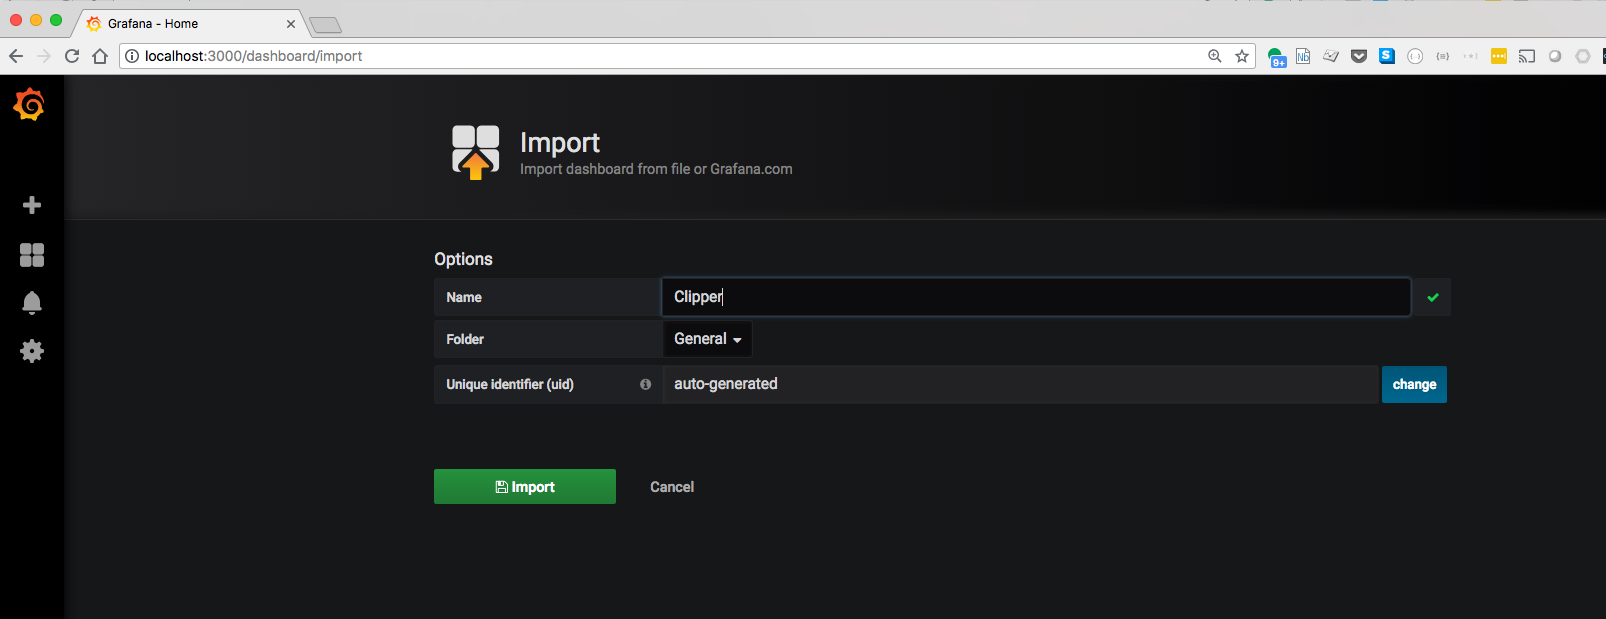 Grafana - Home
localhost:3000/dashboard/import
9+
Nb
S
Import
Import dashboard from file or Grafana.com
Options
Name
Clipper
Folder
General
Unique identifier (uid)
auto-generated
change
Import
Cancel